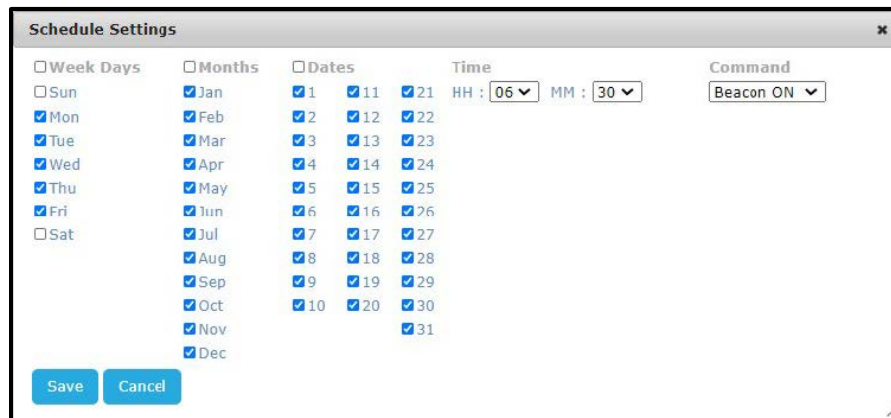 Schedule Settings
Week Days Months Dates Time Command
Sun Jan 1 11 21 HH : 06 MM : 30 Beacon ON
Mon Feb 2 12 22
Tue Mar 3 13 23
Wed Apr 4 14 24
Thu May 5 15 25
Fri Jun 6 16 26
Sat Jul 7 17 27
Aug 8 18 28
Sep 9 19 29
Oct 10 20 30
Nov 31
Dec
Save Cancel